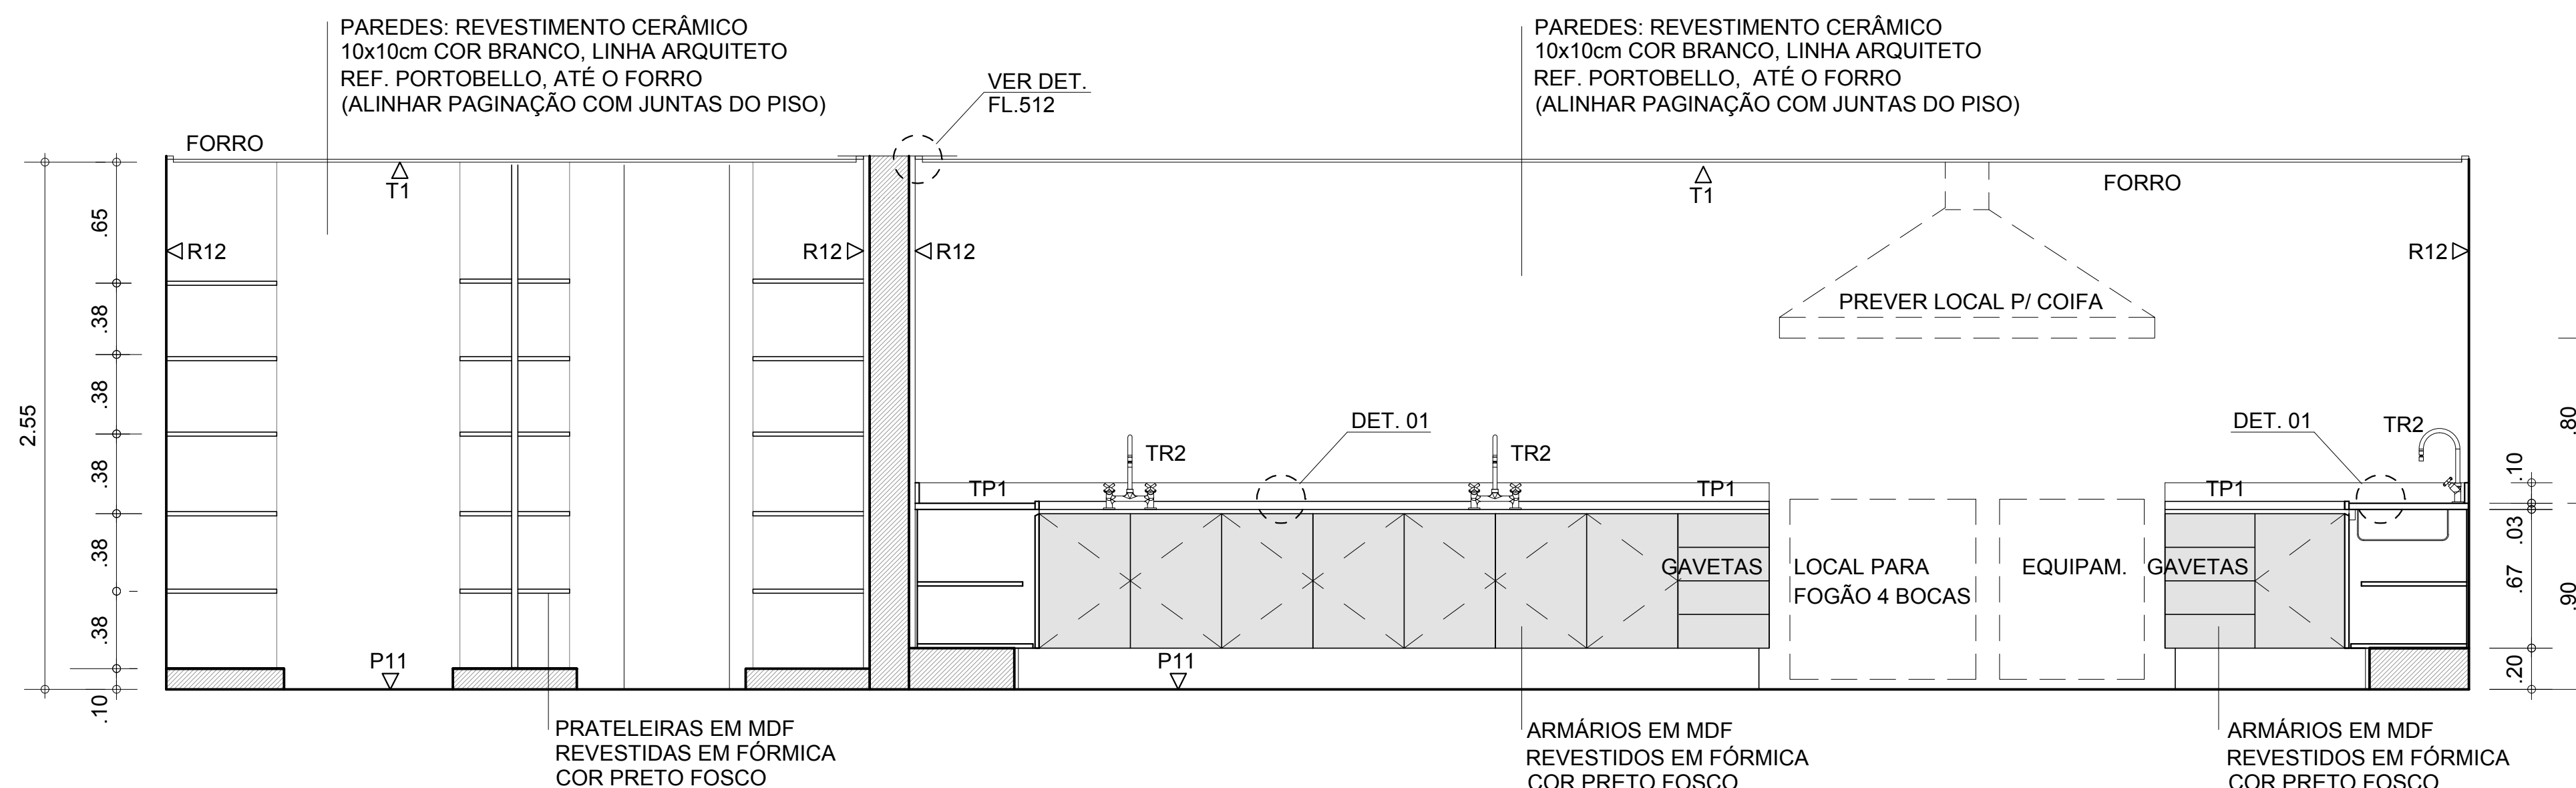 PAREDES: REVESTIMENTO CERÂMICO
10x10cm COR BRANCO, LINHA ARQUITETO
REF. PORTOBELLO, ATÉ O FORRO
(ALINHAR PAGINAÇÃO COM JUNTAS DO PISO)
VER DET.
FL.512
PAREDES: REVESTIMENTO CERÂMICO
10x10cm COR BRANCO, LINHA ARQUITETO
REF. PORTOBELLO, ATÉ O FORRO
(ALINHAR PAGINAÇÃO COM JUNTAS DO PISO)
FORRO
T1
T1
FORRO
R12
R12
R12
R12
PREVER LOCAL P/ COIFA
2.55
.65
.38
.38
.38
.38
.38
.10
DET. 01
DET. 01
TR2
TR2
TR2
TP1
TP1
TP1
GAVETAS
LOCAL PARA
FOGÃO 4 BOCAS
EQUIPAM.
GAVETAS
.10
.03
.67
.20
.80
.90
P11
P11
PRATELEIRAS EM MDF
REVESTIDAS EM FÓRMICA
COR PRETO FOSCO
ARMÁRIOS EM MDF
REVESTIDOS EM FÓRMICA
COR PRETO FOSCO
ARMÁRIOS EM MDF
REVESTIDOS EM FÓRMICA
COR PRETO FOSCO